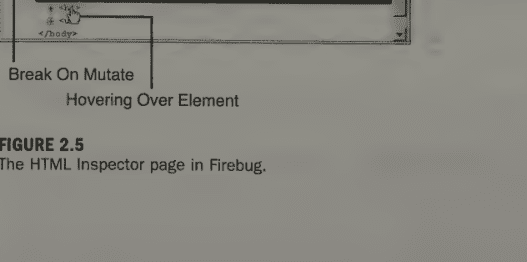 </body>
Break On Mutate
Hovering Over Element
FIGURE 2.5
The HTML Inspector page in Firebug.